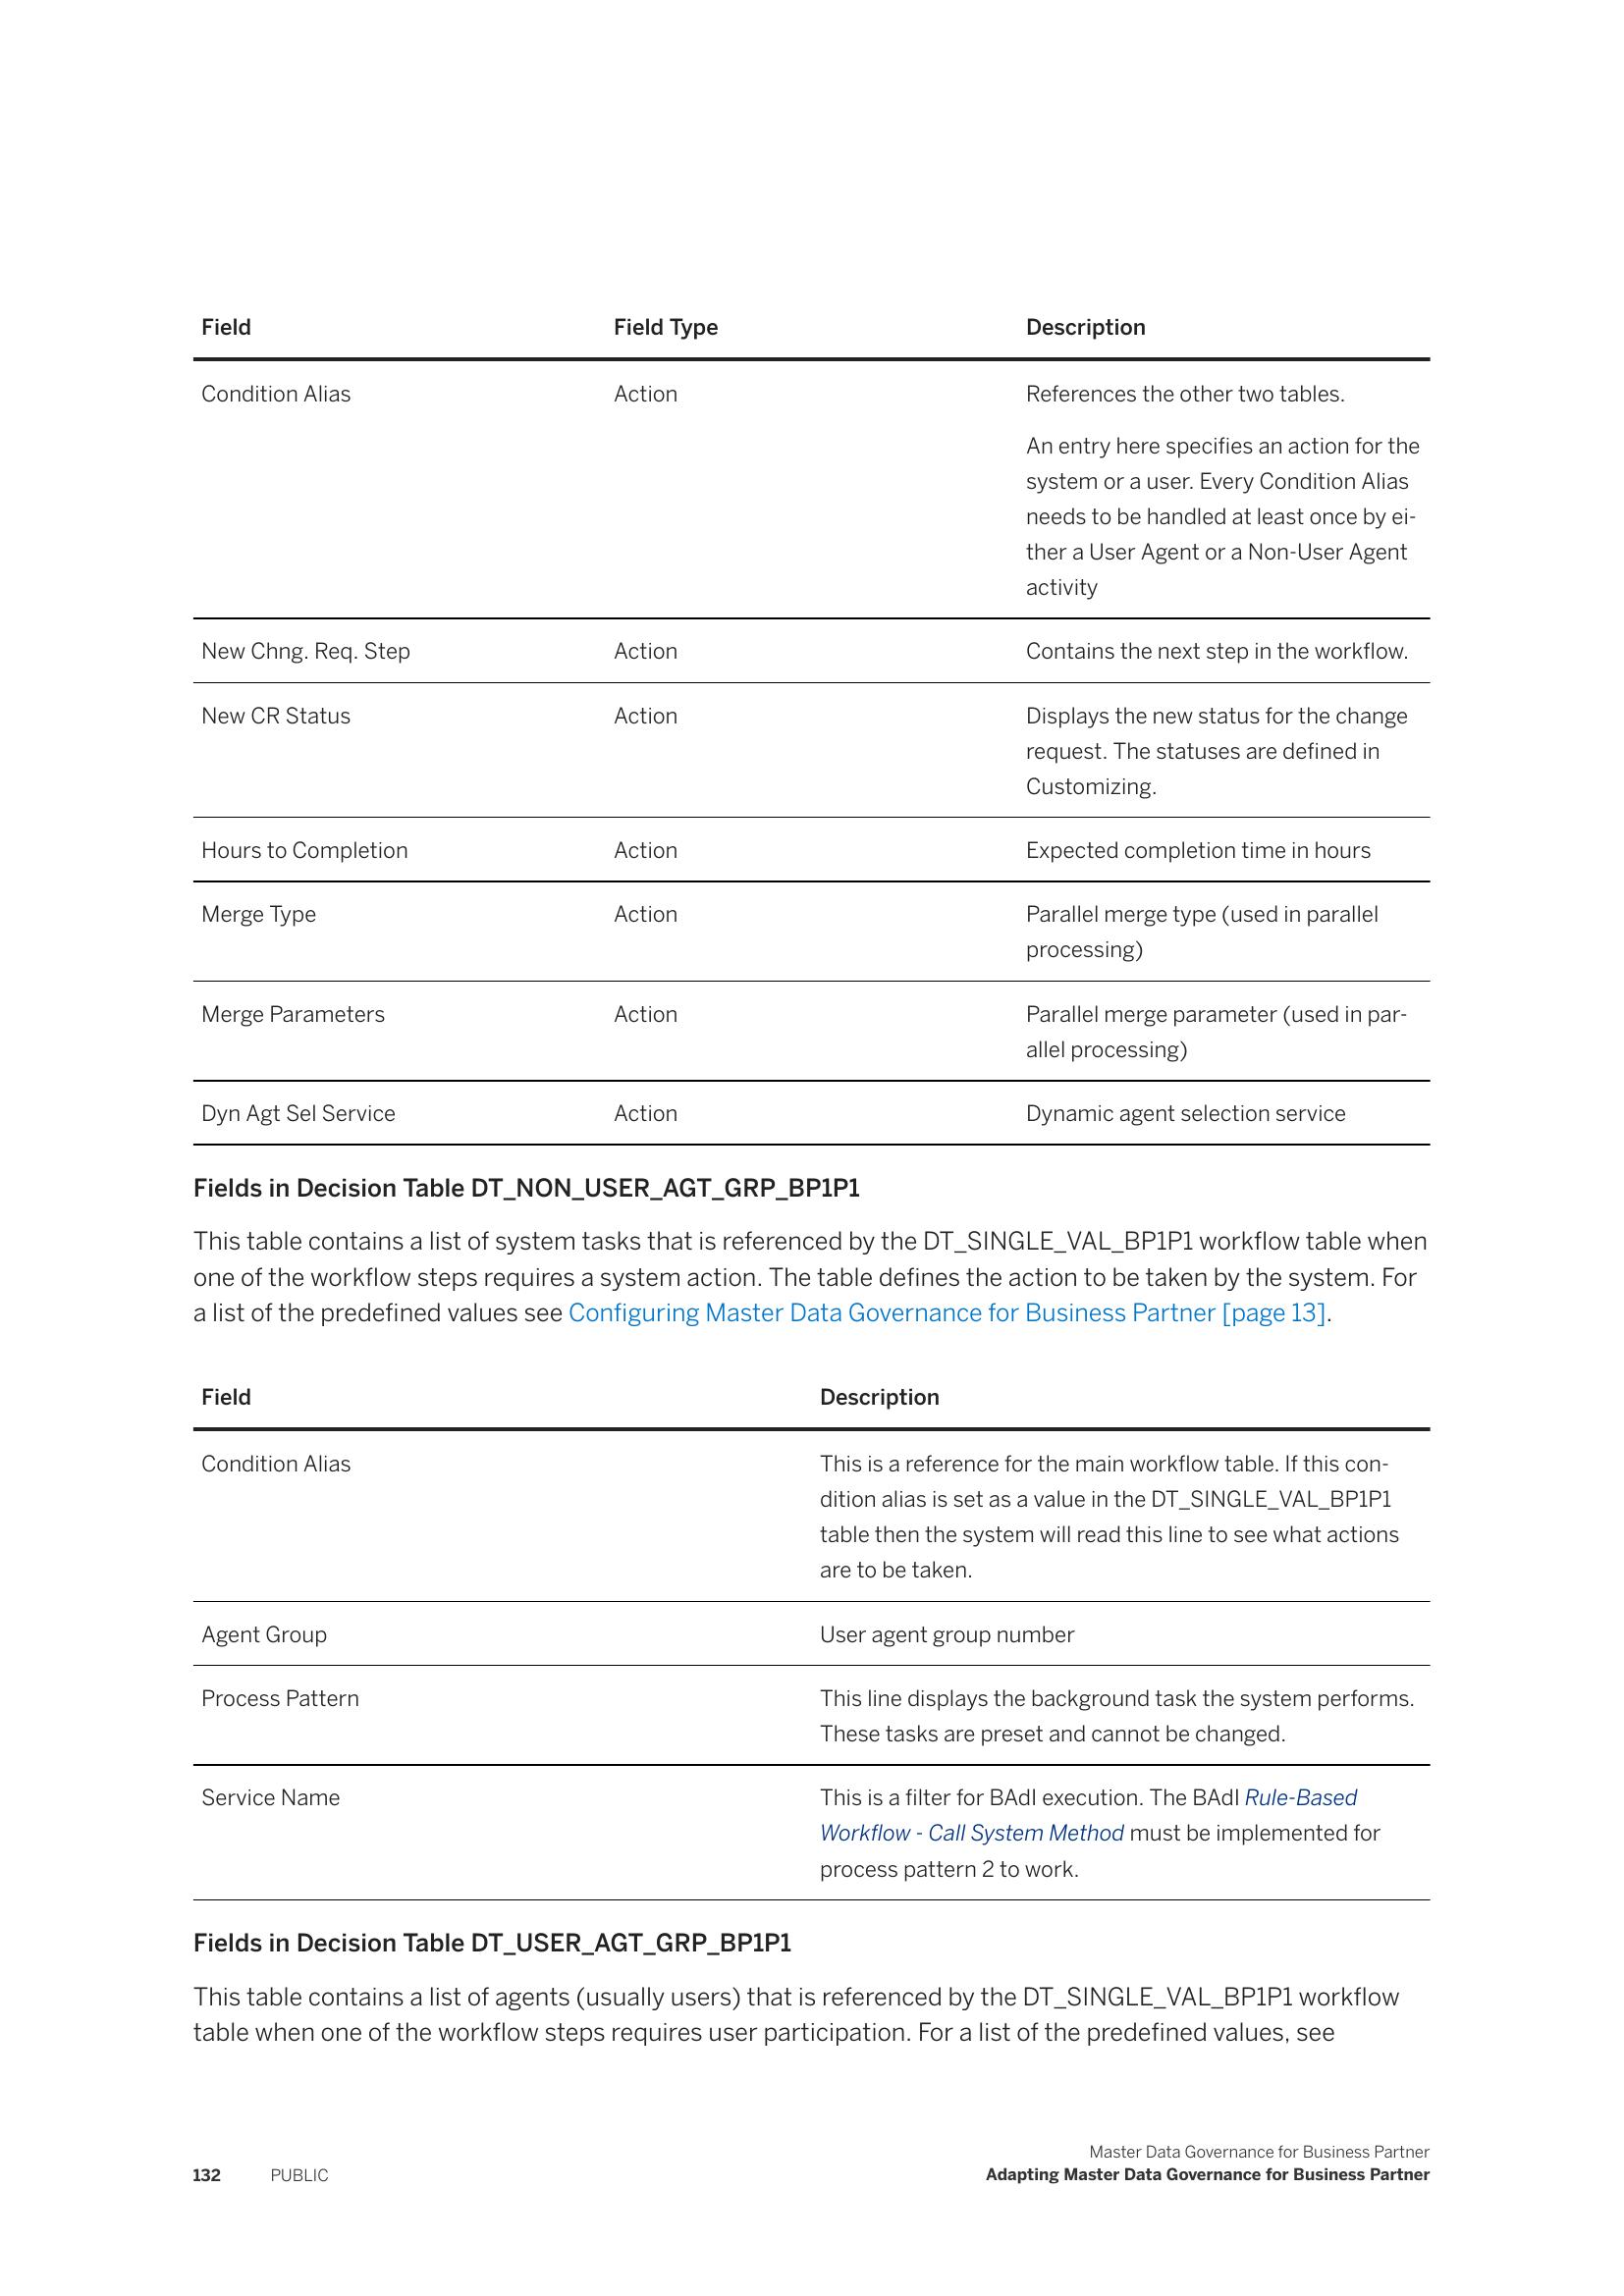 Field Field Type Description
Condition Alias Action References the other two tables.
An entry here specifies an action for the
system or a user. Every Condition Alias
needs to be handled at least once by ei-
ther a User Agent or a Non-User Agent
activity
New Chng. Req. Step Action Contains the next step in the workflow.
New CR Status Action Displays the new status for the change
request. The statuses are defined in
Customizing.
Hours to Completion Action Expected completion time in hours
Merge Type Action Parallel merge type (used in parallel
processing)
Merge Parameters Action Parallel merge parameter (used in par-
allel processing)
Dyn Agt Sel Service Action Dynamic agent selection service
Fields in Decision Table DT_NON_USER_AGT_GRP_BP1P1
This table contains a list of system tasks that is referenced by the DT_SINGLE_VAL_BP1P1 workflow table when
one of the workflow steps requires a system action. The table defines the action to be taken by the system. For
a list of the predefined values see Configuring Master Data Governance for Business Partner [page 13].
Field Description
Condition Alias This is a reference for the main workflow table. If this con-
dition alias is set as a value in the DT_SINGLE_VAL_BP1P1
table then the system will read this line to see what actions
are to be taken.
Agent Group User agent group number
Process Pattern This line displays the background task the system performs.
These tasks are preset and cannot be changed.
Service Name This is a filter for BAdI execution. The BAdI Rule-Based
Workflow - Call System Method must be implemented for
process pattern 2 to work.
Fields in Decision Table DT_USER_AGT_GRP_BP1P1
This table contains a list of agents (usually users) that is referenced by the DT_SINGLE_VAL_BP1P1 workflow
table when one of the workflow steps requires user participation. For a list of the predefined values, see
Master Data Governance for Business Partner
132 PUBLIC Adapting Master Data Governance for Business Partner